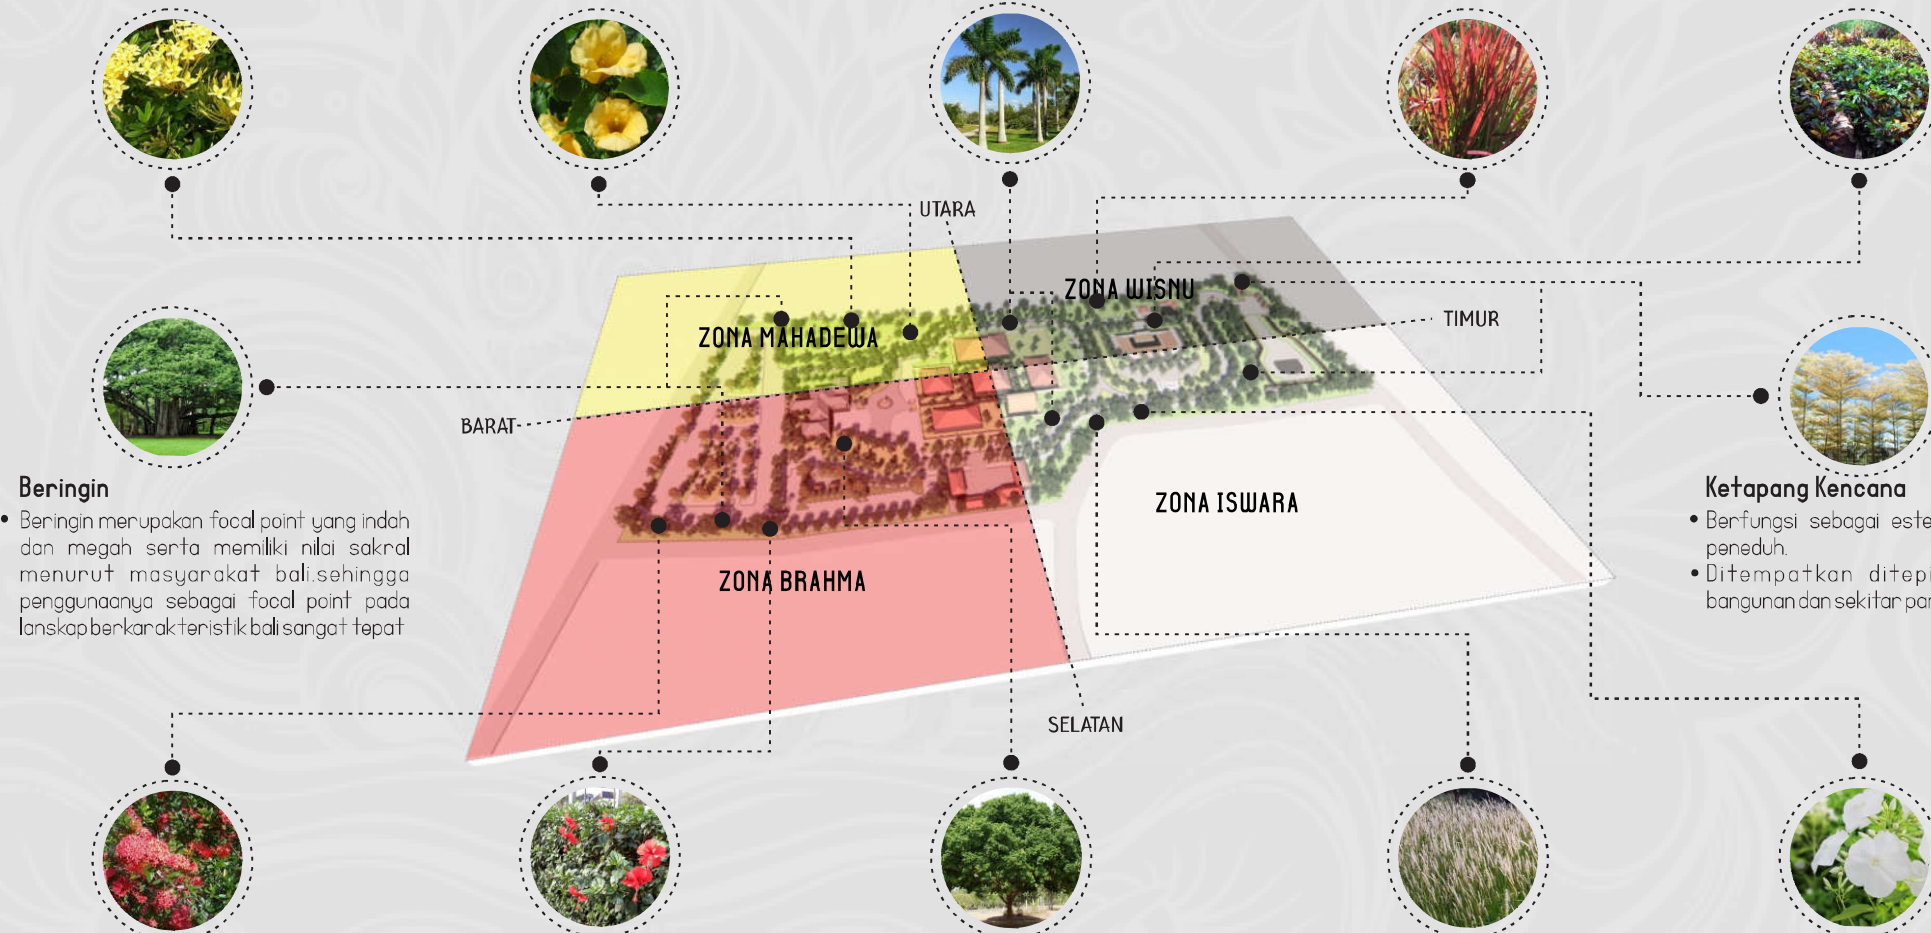 UTARA
ZONA WISNU
TIMUR
ZONA MAHADEWA
BARAT
ZONA ISWARA
ZONA BRAHMA
SELATAN
Beringin
• Beringin merupakan focal point yang indah
dan megah serta memiliki nilai sakral
menurut masyarakat bali.sehingga
penggunaanya sebagai focal point pada
lanskap berkarakteristik bali sangat tepat
Ketapang Kencana
• Berfungsi sebagai este
peneduh.
• Ditempatkan ditepi
bangunan dan sekitar par